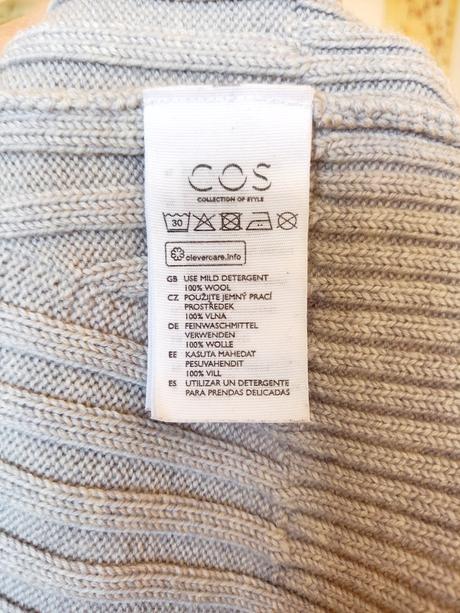 COS
COLLECTION OF STYLE
30
clevercare.info
GB USE MILD DETERGENT
100% WOOL
CZ POUŽIJTE JEMNÝ PRACÍ
PROSTŘEDEK
100% VLNA
DE FEINWASCHMITTEL
VERWENDEN
100% WOLLE
EE KASUTA MAHEDAT
PESUVAHENDIT
100% VILL
ES UTILIZAR UN DETERGENTE
PARA PRENDAS DELICADAS